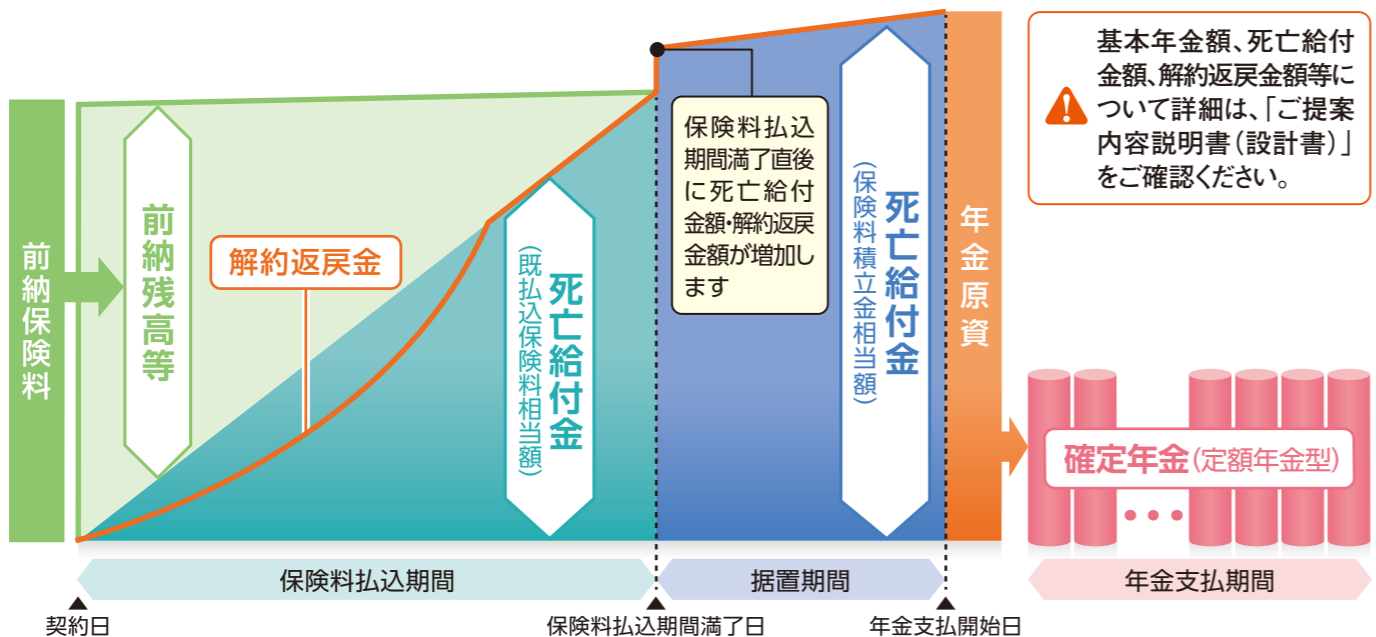 前納保険料
前納残高等
解約返戻金
死亡給付金
(既払込保険料相当額)
保険料払込
期間満了直後
に死亡給付
金額・解約返戻
金額が増加し
ます
死亡給付金
(保険料積立金相当額)
年金原資
基本年金額、死亡給付
金額、解約返戻金額等に
ついて詳細は、「ご提案
内容説明書(設計書)」
をご確認ください。
確定年金(定額年金型)
保険料払込期間
据置期間
年金支払期間
契約日
保険料払込期間満了日
年金支払開始日